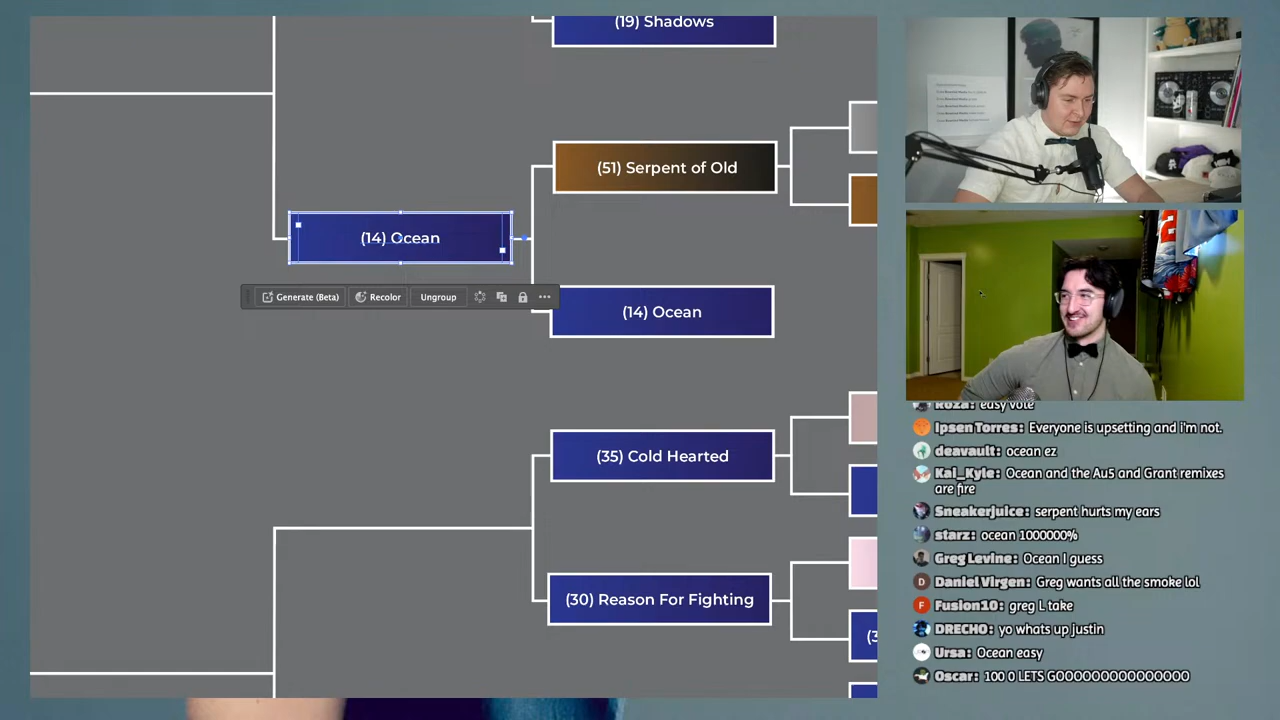 (19) Shadows
(51) Serpent of Old
(14) Ocean
Generate (Beta)
Recolor
Ungroup
(14) Ocean
(35) Cold Hearted
(30) Reason For Fighting
(3
Roza: easy vote
Ipsen Torres: Everyone is upsetting and i'm not.
deavault: ocean ez
Kai_Kyle: Ocean and the Au5 and Grant remixes
are fire
Sneakerjuice: serpent hurts my ears
starz: ocean 1000000%
Greg Levine: Ocean I guess
D
Daniel Virgen: Greg wants all the smoke lol
F
Fusion10: greg L take
DRECHO: yo whats up justin
Ursa: Ocean easy
Oscar: 100 0 LETS GOOOOOOOOOOOOOOO